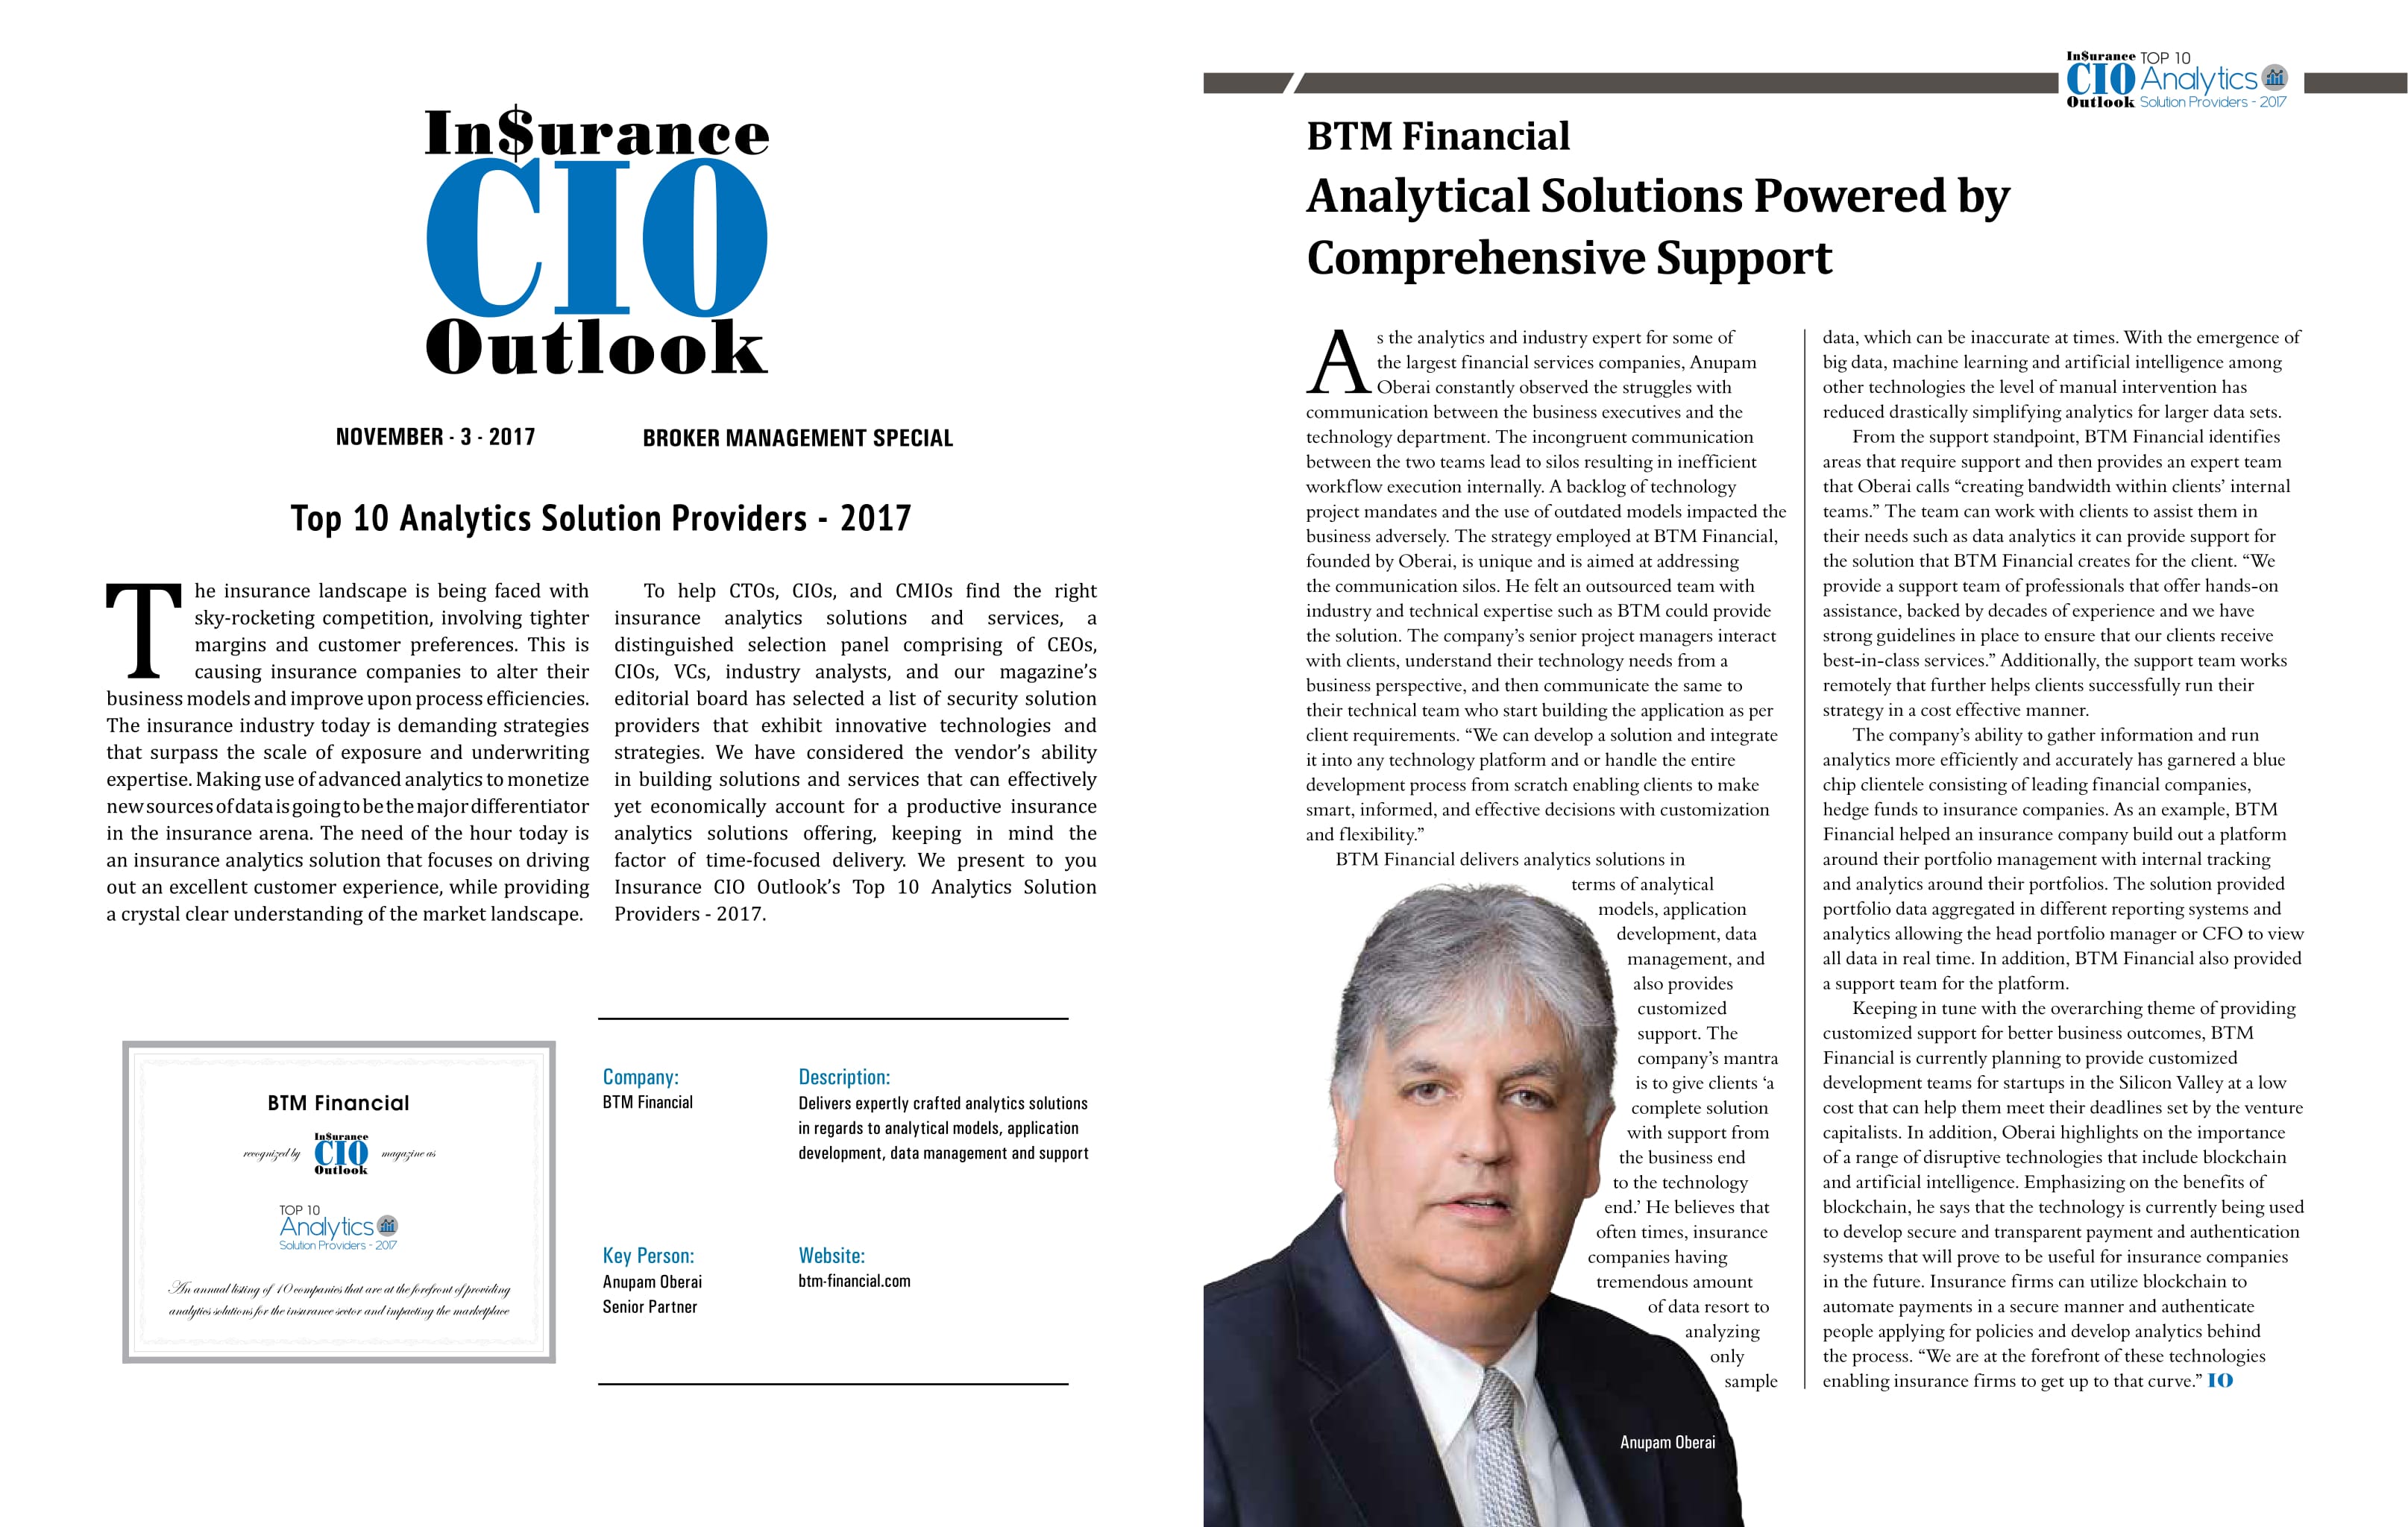 In$urance
CIO
Outlook
NOVEMBER - 3 - 2017
BROKER MANAGEMENT SPECIAL
Top 10 Analytics Solution Providers - 2017
The insurance landscape is being faced with
sky-rocketing competition, involving tighter
margins and customer preferences. This is
causing insurance companies to alter their
business models and improve upon process efficiencies.
The insurance industry today is demanding strategies
that surpass the scale of exposure and underwriting
expertise. Making use of advanced analytics to monetize
new sources of data is going to be the major differentiator
in the insurance arena. The need of the hour today is
an insurance analytics solution that focuses on driving
out an excellent customer experience, while providing
a crystal clear understanding of the market landscape.
To help CTOs, CIOs, and CMIOs find the right
insurance analytics solutions and services, a
distinguished selection panel comprising of CEOs,
CIOs, VCs, industry analysts, and our magazine's
editorial board has selected a list of security solution
providers that exhibit innovative technologies and
strategies. We have considered the vendor's ability
in building solutions and services that can effectively
yet economically account for a productive insurance
analytics solutions offering, keeping in mind the
factor of time-focused delivery. We present to you
Insurance CIO Outlook's Top 10 Analytics Solution
Providers - 2017.
BTM Financial
recognized by
In$urance
CIO
Outlook
magazine as
TOP 10
Analytics
Solution Providers - 2017
An annual listing of 10 companies that are at the forefront of providing
analytics solutions for the insurance sector and impacting the marketplace
Company:
BTM Financial
Description:
Delivers expertly crafted analytics solutions
in regards to analytical models, application
development, data management and support
Key Person:
Anupam Oberai
Senior Partner
Website:
btm-financial.com
In$urance
CIO
Outlook
TOP 10
Analytics
Solution Providers - 2017
BTM Financial
Analytical Solutions Powered by
Comprehensive Support
As the analytics and industry expert for some of
the largest financial services companies, Anupam
Oberai constantly observed the struggles with
communication between the business executives and the
technology department. The incongruent communication
between the two teams lead to silos resulting in inefficient
workflow execution internally. A backlog of technology
project mandates and the use of outdated models impacted the
business adversely. The strategy employed at BTM Financial,
founded by Oberai, is unique and is aimed at addressing
the communication silos. He felt an outsourced team with
industry and technical expertise such as BTM could provide
the solution. The company's senior project managers interact
with clients, understand their technology needs from a
business perspective, and then communicate the same to
their technical team who start building the application as per
client requirements. “We can develop a solution and integrate
it into any technology platform and or handle the entire
development process from scratch enabling clients to make
smart, informed, and effective decisions with customization
and flexibility.”
BTM Financial delivers analytics solutions in
terms of analytical
models, application
development, data
management, and
also provides
customized
support. The
company's mantra
is to give clients ‘a
complete solution
with support from
the business end
to the technology
end.’ He believes that
often times, insurance
companies having
tremendous amount
of data resort to
analyzing
only
sample
Anupam Oberai
data, which can be inaccurate at times. With the emergence of
big data, machine learning and artificial intelligence among
other technologies the level of manual intervention has
reduced drastically simplifying analytics for larger data sets.
From the support standpoint, BTM Financial identifies
areas that require support and then provides an expert team
that Oberai calls “creating bandwidth within clients' internal
teams.” The team can work with clients to assist them in
their needs such as data analytics it can provide support for
the solution that BTM Financial creates for the client. “We
provide a support team of professionals that offer hands-on
assistance, backed by decades of experience and we have
strong guidelines in place to ensure that our clients receive
best-in-class services.” Additionally, the support team works
remotely that further helps clients successfully run their
strategy in a cost effective manner.
The company's ability to gather information and run
analytics more efficiently and accurately has garnered a blue
chip clientele consisting of leading financial companies,
hedge funds to insurance companies. As an example, BTM
Financial helped an insurance company build out a platform
around their portfolio management with internal tracking
and analytics around their portfolios. The solution provided
portfolio data aggregated in different reporting systems and
analytics allowing the head portfolio manager or CFO to view
all data in real time. In addition, BTM Financial also provided
a support team for the platform.
Keeping in tune with the overarching theme of providing
customized support for better business outcomes, BTM
Financial is currently planning to provide customized
development teams for startups in the Silicon Valley at a low
cost that can help them meet their deadlines set by the venture
capitalists. In addition, Oberai highlights on the importance
of a range of disruptive technologies that include blockchain
and artificial intelligence. Emphasizing on the benefits of
blockchain, he says that the technology is currently being used
to develop secure and transparent payment and authentication
systems that will prove to be useful for insurance companies
in the future. Insurance firms can utilize blockchain to
automate payments in a secure manner and authenticate
people applying for policies and develop analytics behind
the process. “We are at the forefront of these technologies
enabling insurance firms to get up to that curve.” IO